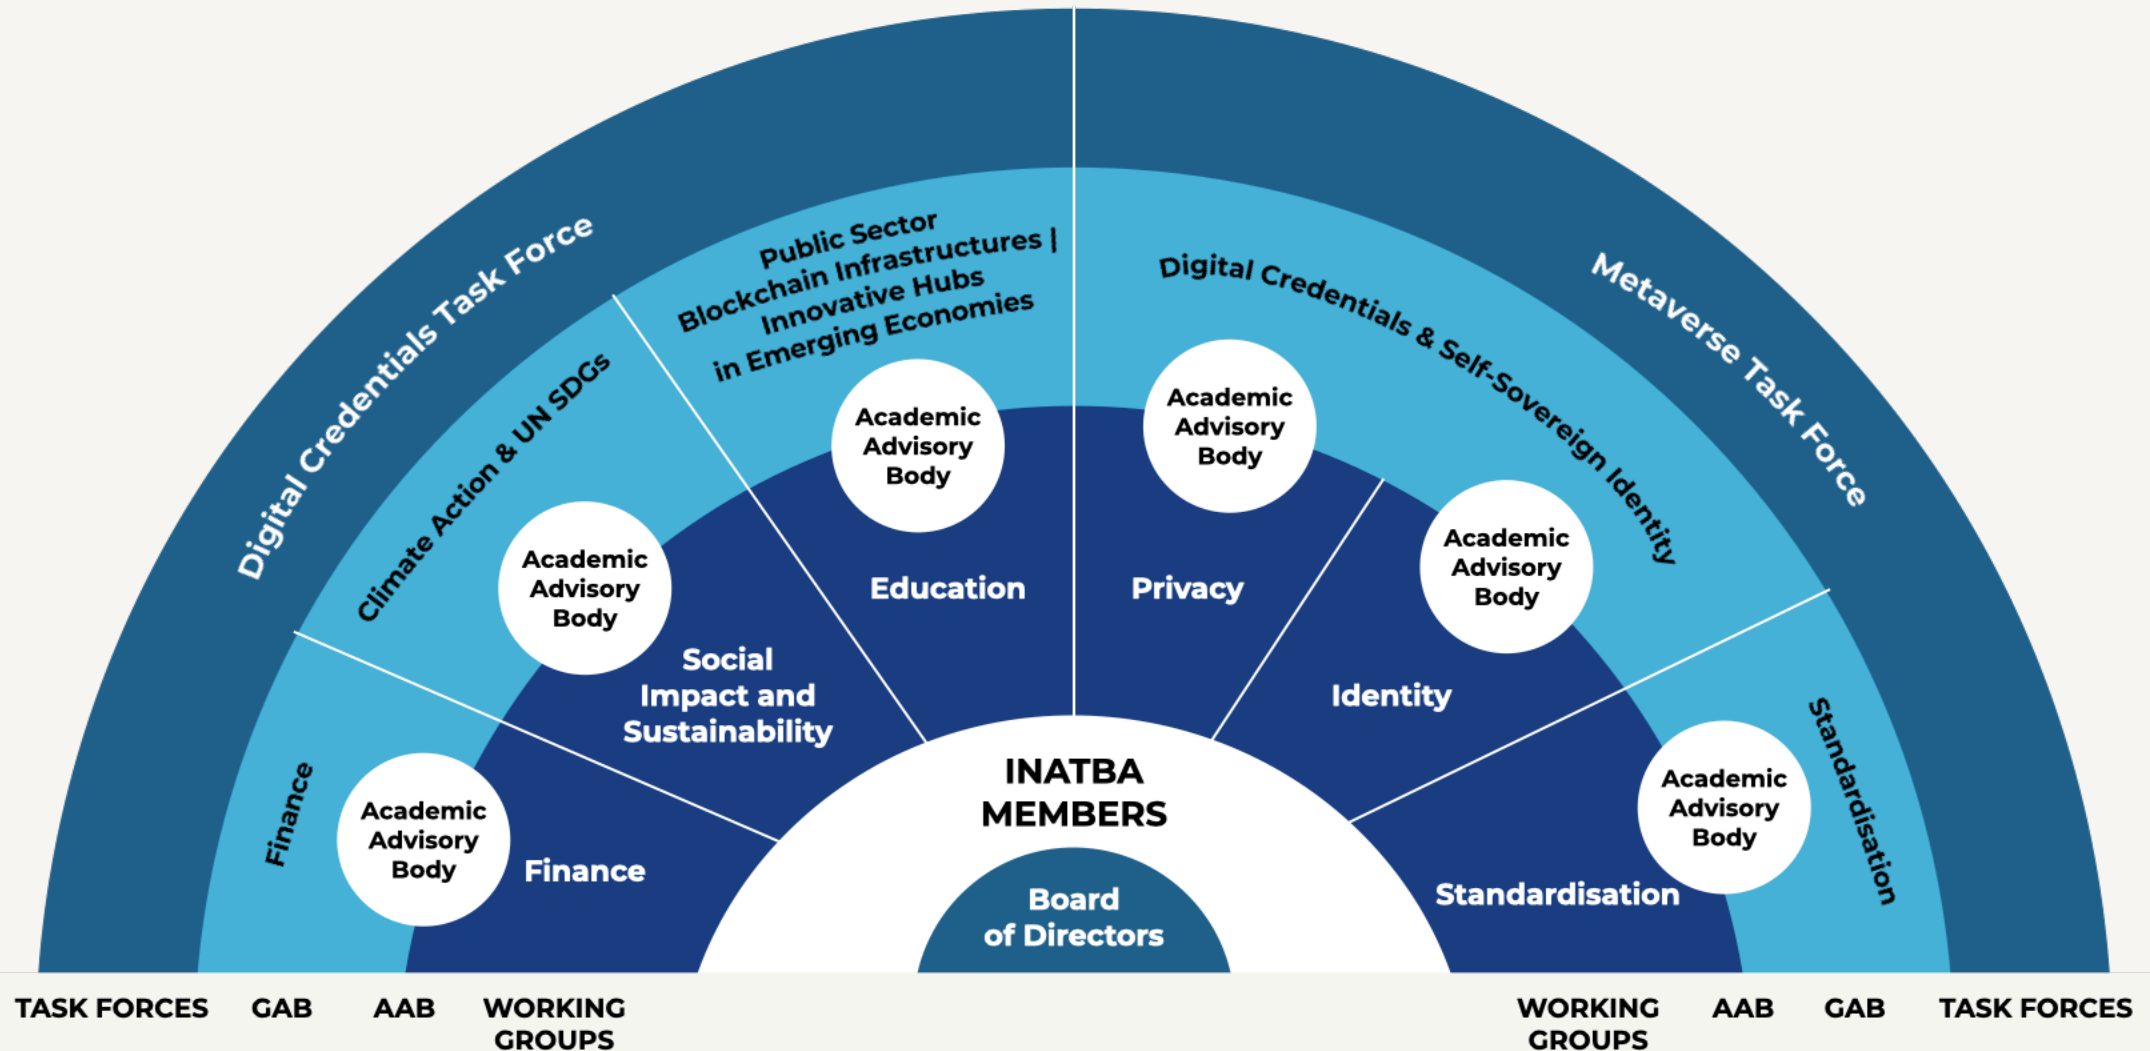 Digital Credentials Task Force
Metaverse Task Force
Finance
Climate Action & UN SDGs
Public Sector
Blockchain Infrastructures |
Innovative Hubs
in Emerging Economies
Digital Credentials & Self-Sovereign Identity
Standardisation
Academic
Advisory
Body
Academic
Advisory
Body
Academic
Advisory
Body
Academic
Advisory
Body
Academic
Advisory
Body
Academic
Advisory
Body
Finance
Social
Impact and
Sustainability
Education
Privacy
Identity
Standardisation
INATBA
MEMBERS
Board
of Directors
TASK FORCES
GAB
AAB
WORKING
GROUPS
WORKING
GROUPS
AAB
GAB
TASK FORCES